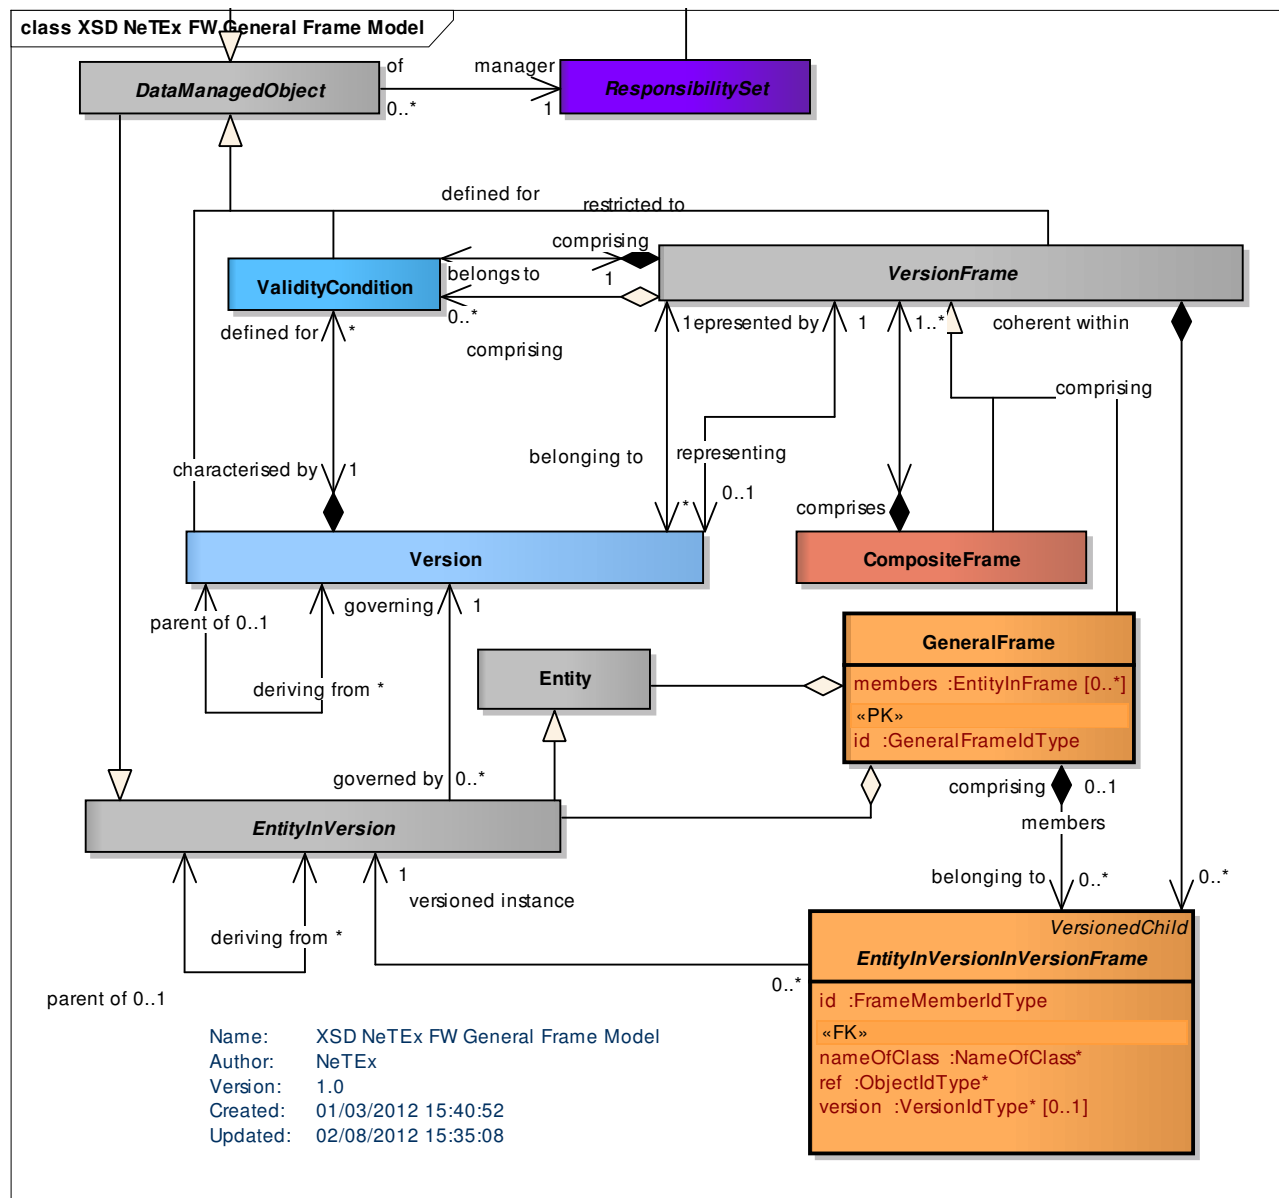 class XSD NeTEx FW General Frame Model
of
manager
DataManagedObject
ResponsibilitySet
0..*
1
defined for
restricted to
comprising
VersionFrame
belongs to
1
ValidityCondition
0..*
defined for
*
comprising
1
epresented by
1
1..*
coherent within
comprising
characterised by
1
belonging to
representing
0..1
*
comprises
Version
CompositeFrame
parent of 0..1
governing
1
deriving from *
Entity
GeneralFrame
members :EntityInFrame [0..*]
«PK»
id :GeneralFrameIdType
governed by
0..*
comprising
0..1
members
EntityInVersion
1
versioned instance
belonging to
0..*
0..*
deriving from *
parent of 0..1
0..*
VersionedChild
EntityInVersionInVersionFrame
id :FrameMemberIdType
«FK»
nameOfClass :NameOfClass*
ref :ObjectIdType*
version :VersionIdType* [0..1]
Name: XSD NeTEx FW General Frame Model
Author: NeTEx
Version: 1.0
Created: 01/03/2012 15:40:52
Updated: 02/08/2012 15:35:08